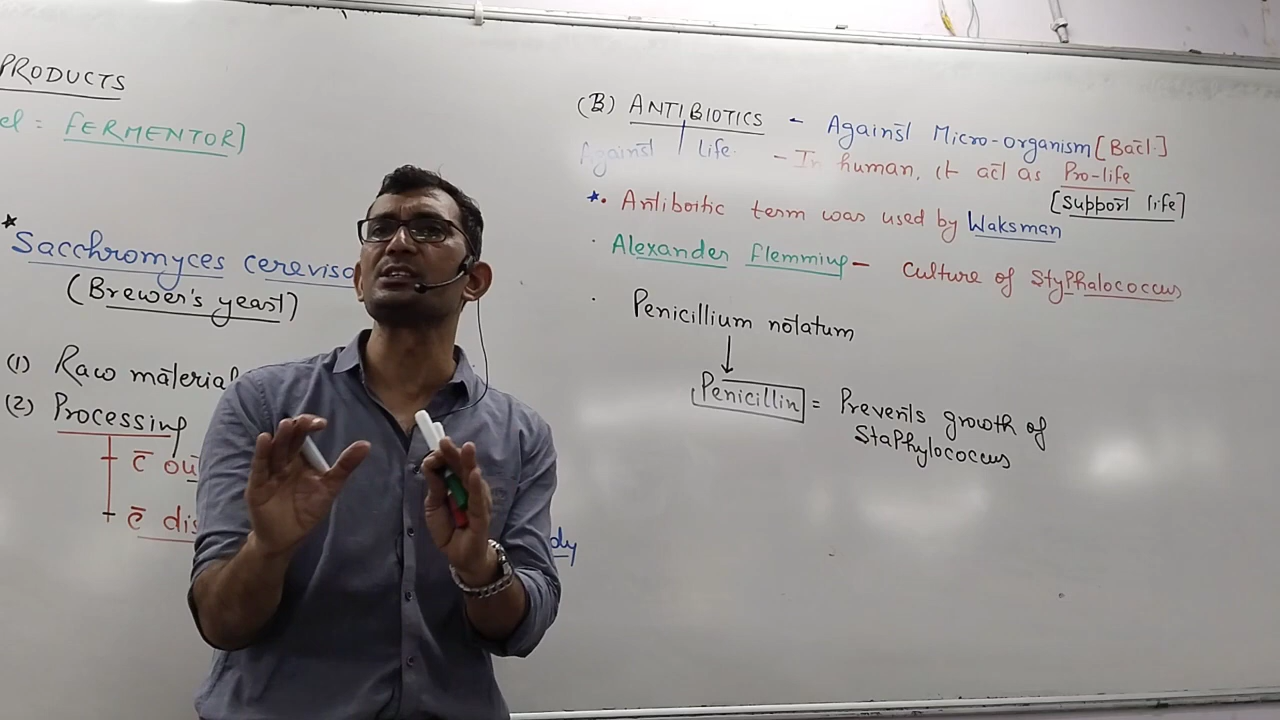 PRODUCTS
el = FERMENTOR]
* Sacchromyces cereviso
(Brewer's yeast)
(1) Raw material
(2) Processing
c̄ ou
c̄ dis
dy
(B) ANTIBIOTICS - Against Micro-organism [Bact.]
Against | Life. - In human, it act as Pro-life
[Support life]
*. Antiboitic term was used by Waksman
. Alexander Flemming - Culture of Styphalococcus
. Penicillium notatum
Penicillin = Prevents growth of
Staphylococcus